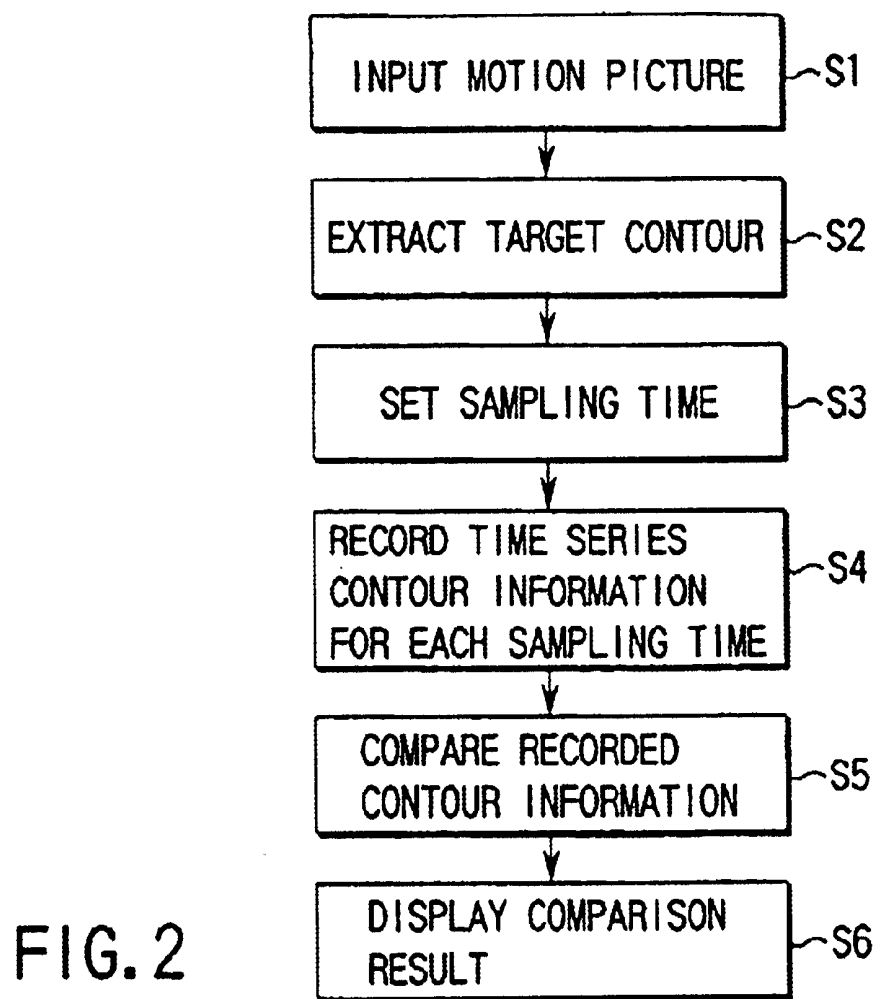 INPUT MOTION PICTURE
S1
EXTRACT TARGET CONTOUR
S2
SET SAMPLING TIME
S3
RECORD TIME SERIES
CONTOUR INFORMATION
FOR EACH SAMPLING TIME
S4
COMPARE RECORDED
CONTOUR INFORMATION
S5
DISPLAY COMPARISON
RESULT
S6
FIG. 2